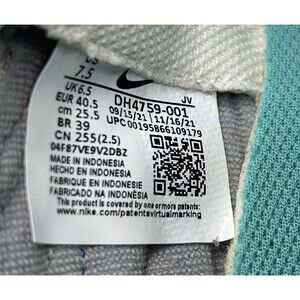 US
7.5
UK 6.5
EUR 40.5
cm 25.5
BR 39
CN 255(2.5)
JV
DH4759-001
09/15/21 11/16/21
UPC 00195866109179
04F87VE9V2DBZ
MADE IN INDONESIA
HECHO EN INDONESIA
FABRIQUE EN INDONESIE
FABRICADO NA INDONÉSIA
This product is covered by one or more patents:
www.nike.com/patentsvirtualmarking